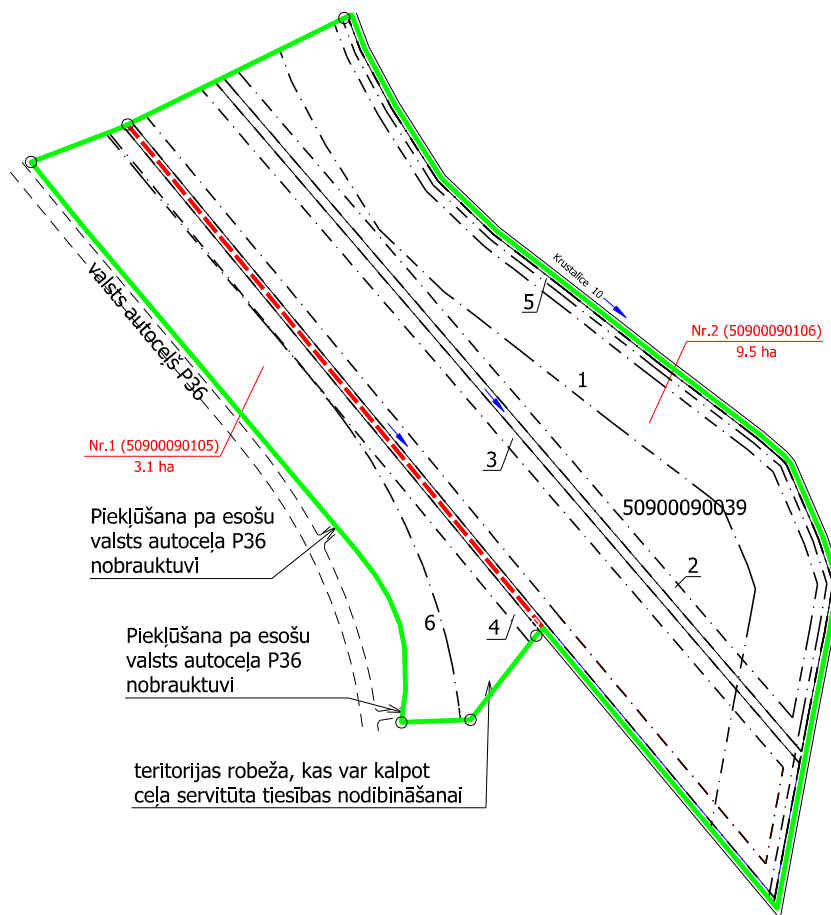 Krustalice 10
5
Nr.2 (50900090106)
9.5 ha
valsts autoceļš P36
1
Nr.1 (50900090105)
3.1 ha
3
50900090039
Piekļūšana pa esošu
valsts autoceļa P36
nobrauktuvi
2
6
4
Piekļūšana pa esošu
valsts autoceļa P36
nobrauktuvi
teritorijas robeža, kas var kalpot
ceļa servitūta tiesības nodibināšanai